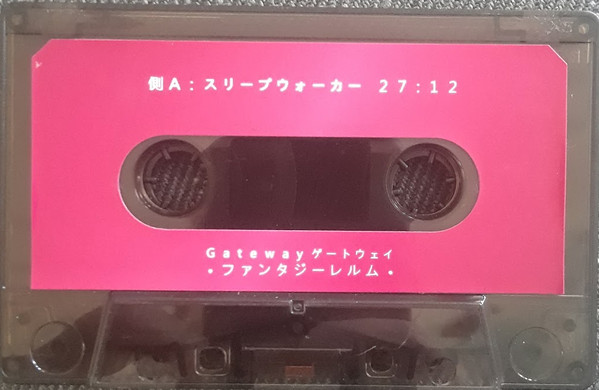 側A：スリープウォーカー 27：12
Gatewayゲートウェイ
・ファンタジーレルム・